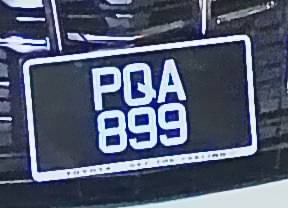 PQA
899
TOYOTA GET THE FEELING